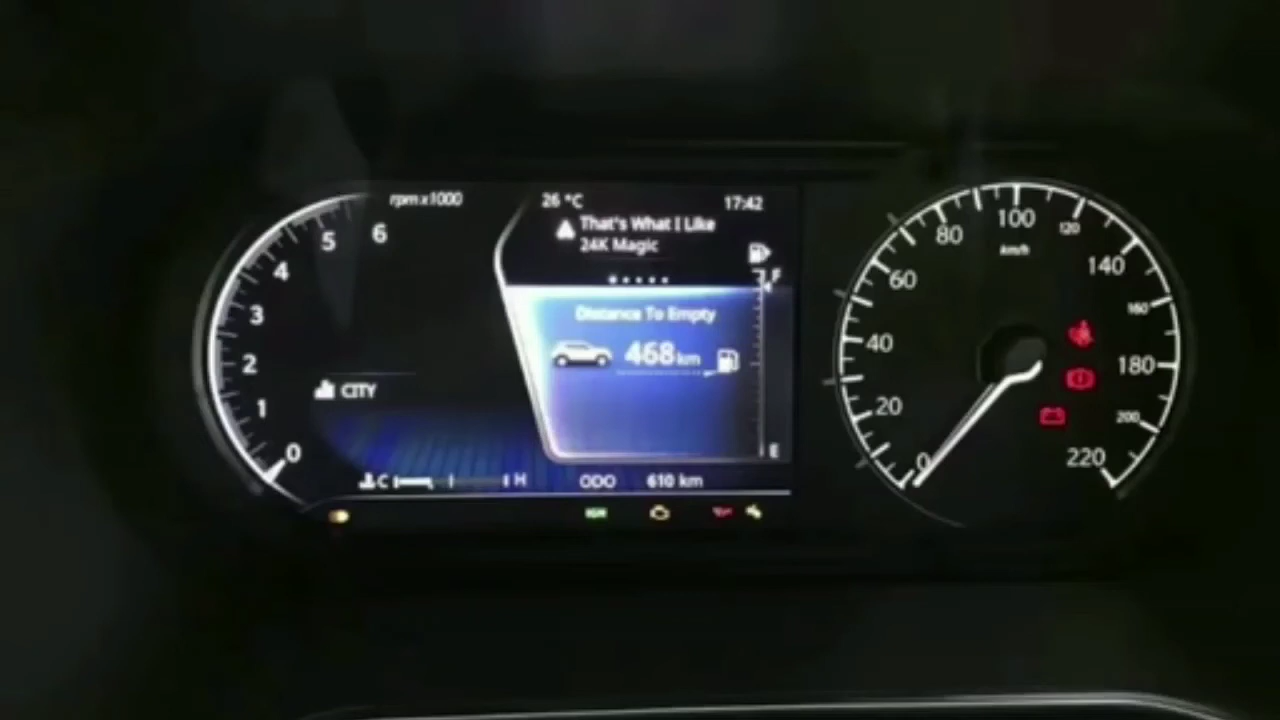 rpm x1000
0
1
2
3
4
5
6
CITY
C
H
26 °C
17:42
That's What I Like
24K Magic
F
Distance To Empty
468 km
E
ODO 610 km
0
20
40
60
80
100
120
140
160
180
200
220
km/h